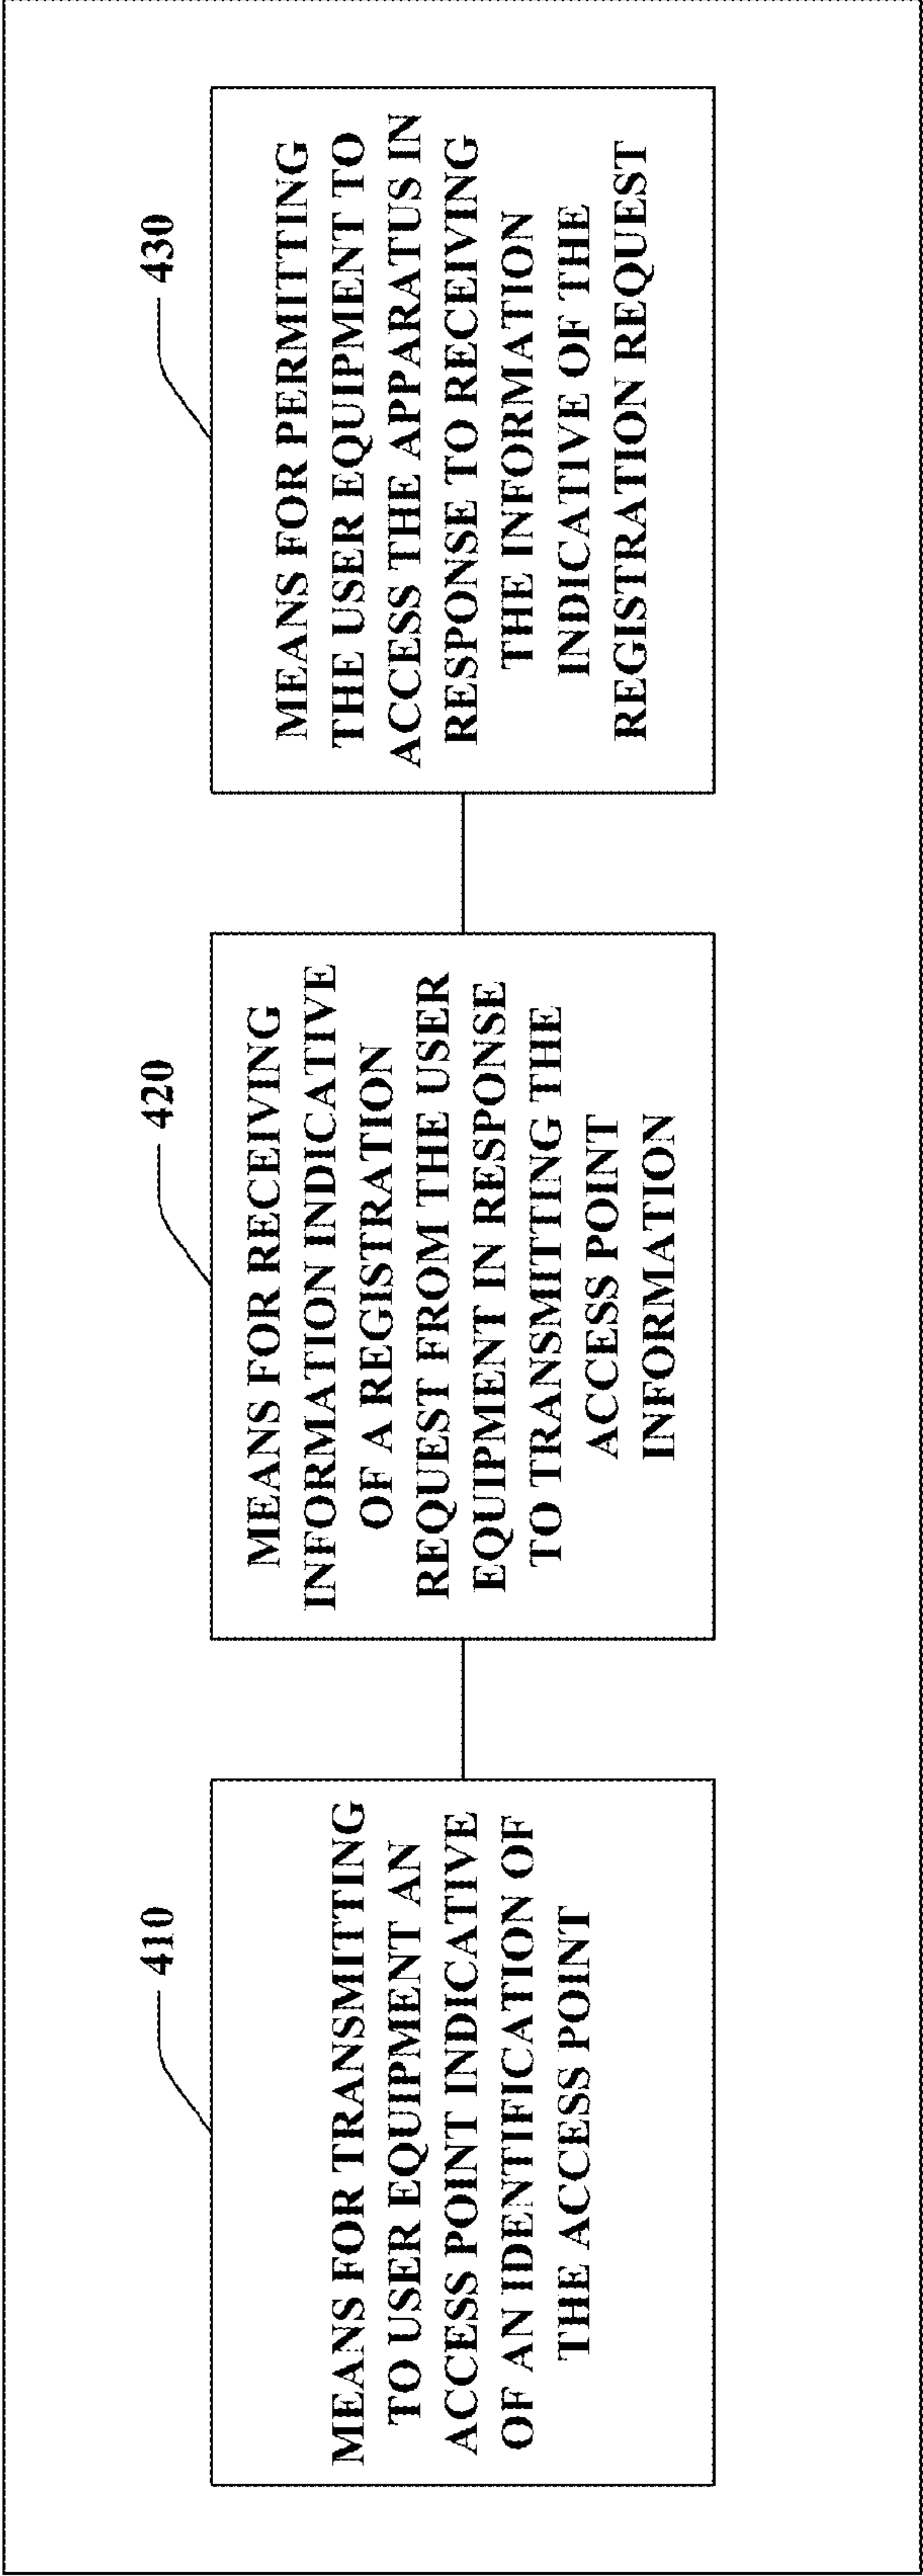 410
MEANS FOR TRANSMITTING
TO USER EQUIPMENT AN
ACCESS POINT INDICATIVE
OF AN IDENTIFICATION OF
THE ACCESS POINT
420
MEANS FOR RECEIVING
INFORMATION INDICATIVE
OF A REGISTRATION
REQUEST FROM THE USER
EQUIPMENT IN RESPONSE
TO TRANSMITTING THE
ACCESS POINT
INFORMATION
430
MEANS FOR PERMITTING
THE USER EQUIPMENT TO
ACCESS THE APPARATUS IN
RESPONSE TO RECEIVING
THE INFORMATION
INDICATIVE OF THE
REGISTRATION REQUEST